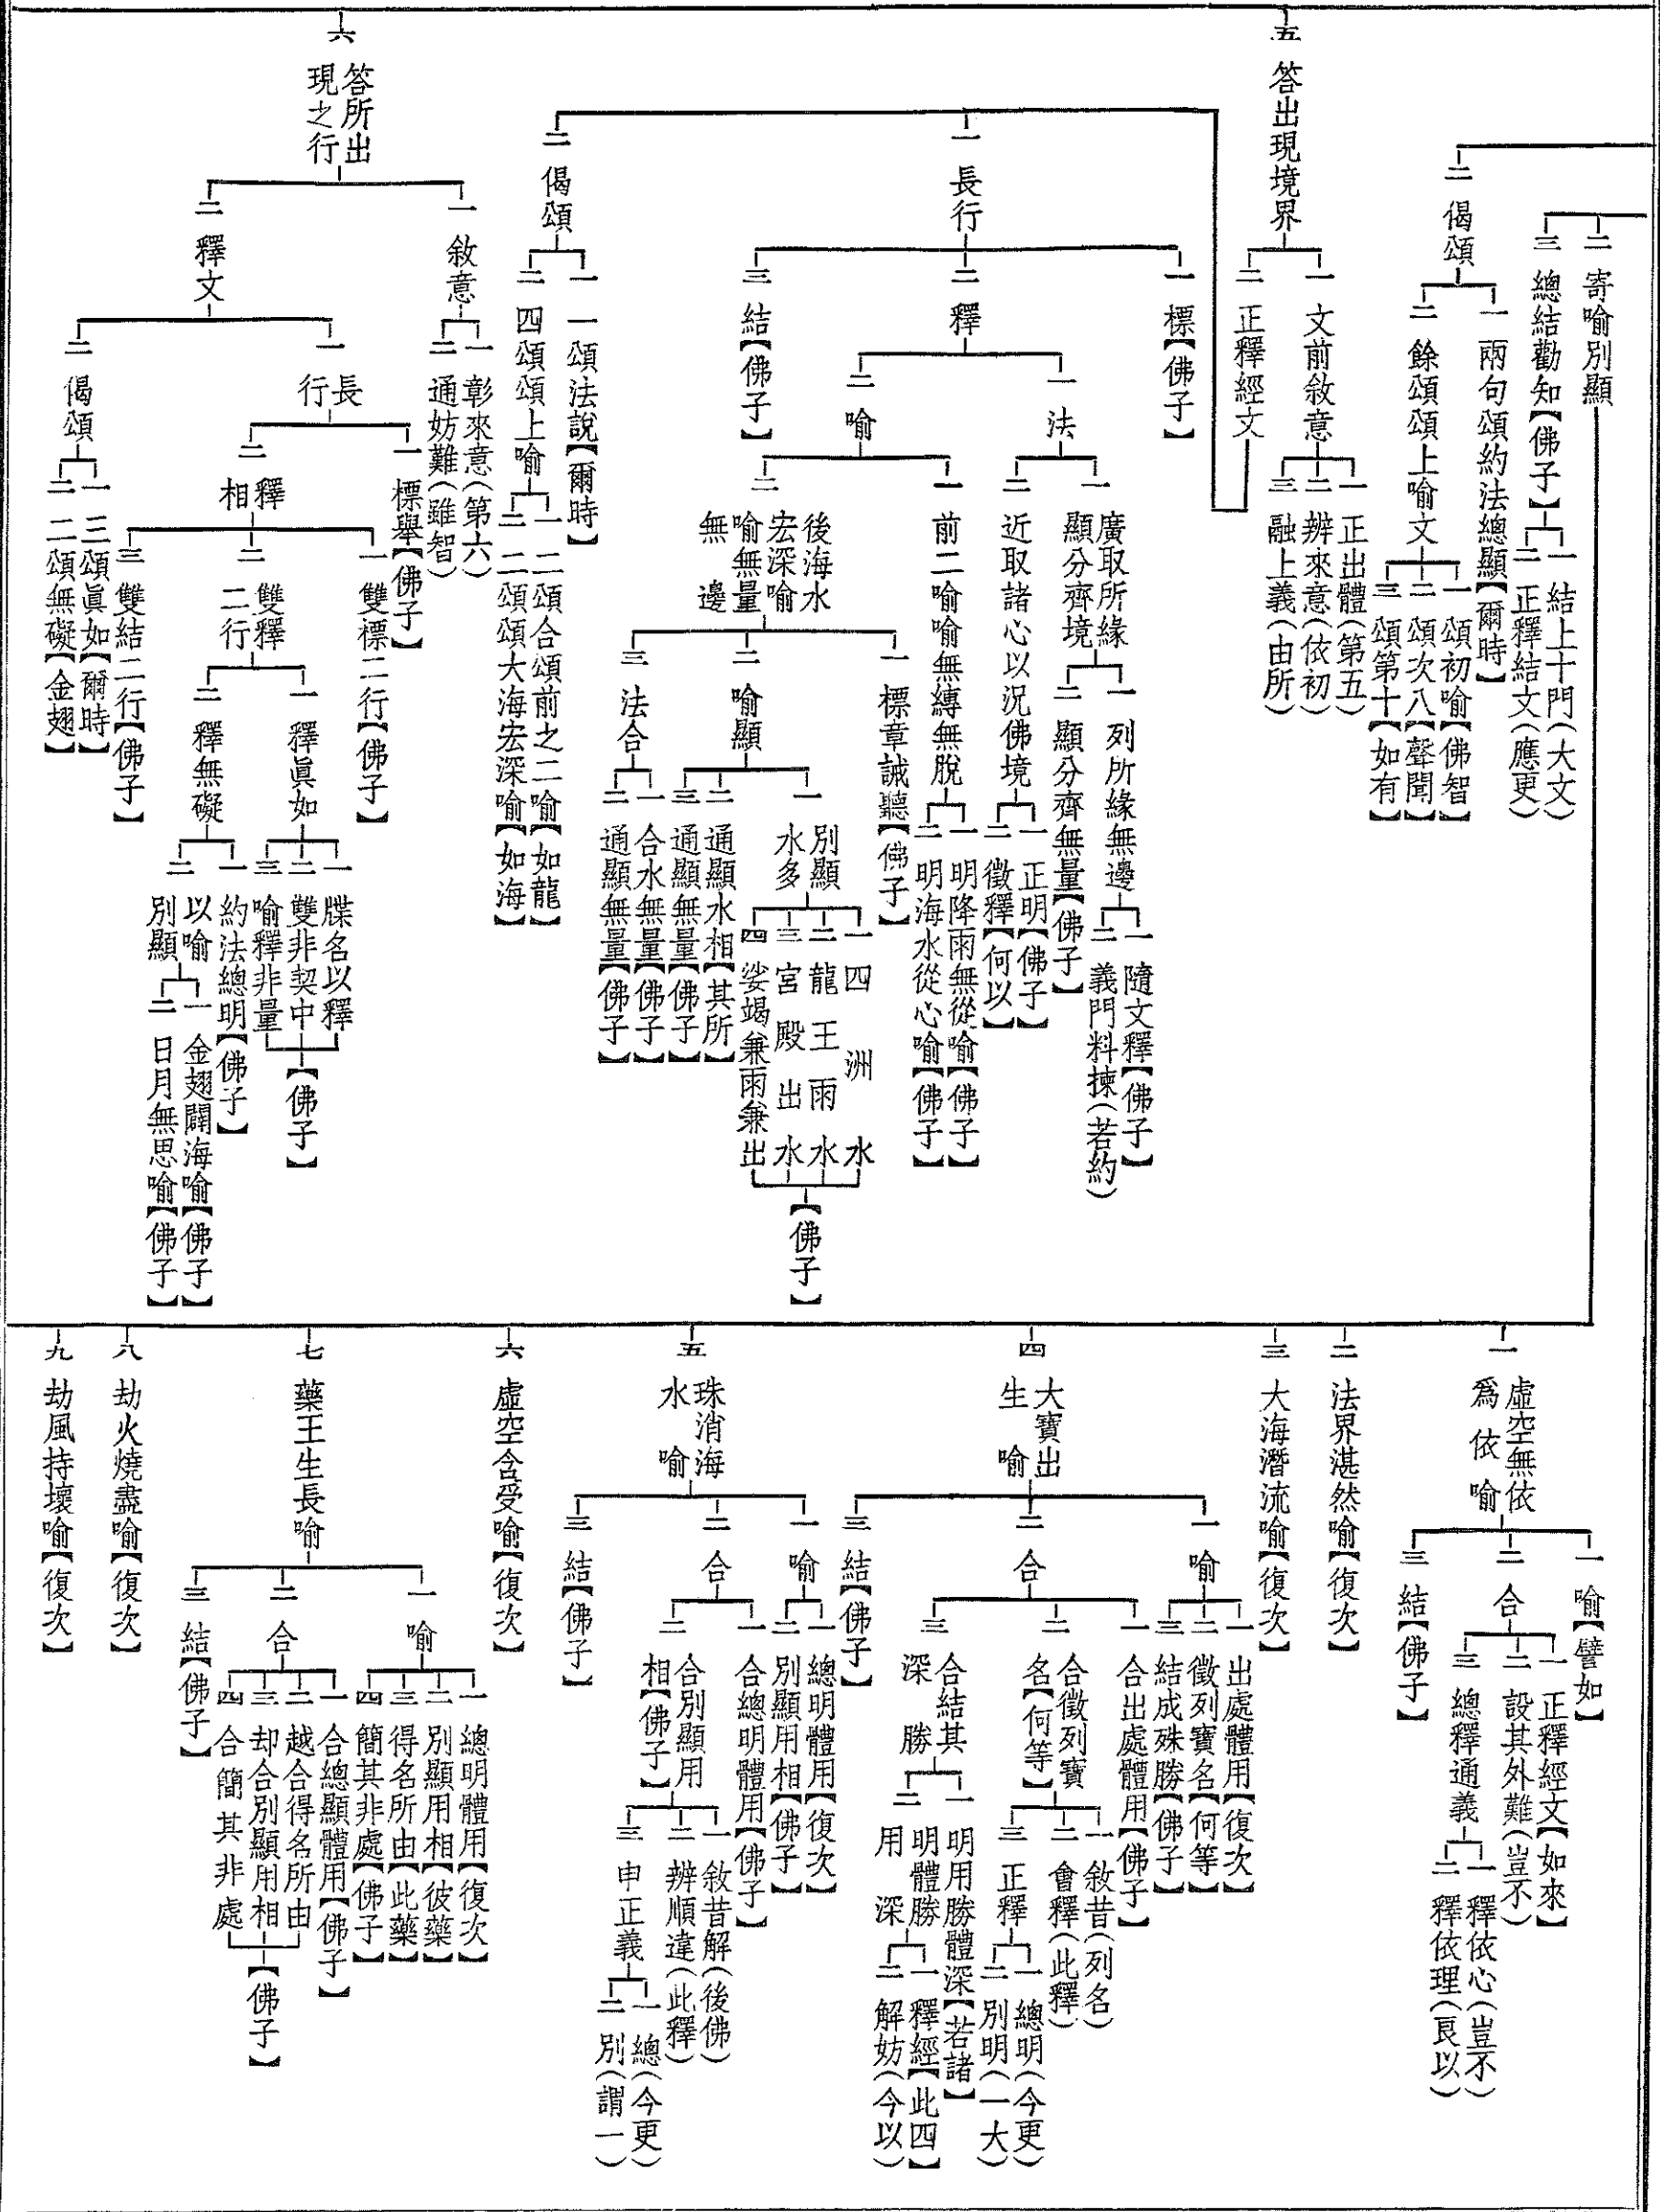 二 寄喻別顯
三 總結勸知【佛子】
一 結上十門(大文)
二 正釋結文(應更)
二 偈頌
一 兩句頌約法總顯【爾時】
二 餘頌頌上喻文
一 頌初喻【佛智】
二 頌次八【聲聞】
三 頌第十【如有】
五 答出現境界
一 文前敘意
一 正出體(第五)
二 辨來意(依初)
三 融上義(由所)
二 正釋經文
一 長行
一 標【佛子】
二 釋
一 法
一 廣取所緣顯分齊境
一 列所緣無邊
一 隨文釋【佛子】
二 義門料揀(若約)
二 顯分齊無量【佛子】
二 近取諸心以況佛境
一 正明【佛子】
二 徵釋【何以】
二 喻
一 前二喻喻無縛無脫
一 明降雨無從喻【佛子】
二 明海水從心喻【佛子】
二 後海水宏深喻喻無量無邊
一 標章誡聽【佛子】
二 喻顯
一 別顯水多
一 四洲水
二 龍王雨水
三 宮殿出水
四 娑竭兼雨兼出
【佛子】
二 通顯水相【其所】
三 通顯無量【佛子】
三 法合
一 合水無量【佛子】
二 通顯無量【佛子】
三 結【佛子】
二 偈頌
一 一頌法說【爾時】
二 四頌頌上喻
一 二頌合頌前之二喻【如龍】
二 二頌頌大海宏深喻【如海】
六 答所出現之行
一 敘意
一 彰來意(第六)
二 通妨難(雖智)
二 釋文
一 長行
一 標舉【佛子】
二 釋相
一 雙標二行【佛子】
二 雙釋二行
一 釋眞如
一 牒名以釋
二 雙非契中
三 喻釋非量
【佛子】
二 釋無礙
一 約法總明【佛子】
二 以喻別顯
一 金翅闢海喻【佛子】
二 日月無思喻【佛子】
三 雙結二行【佛子】
二 偈頌
一 三頌眞如【爾時】
二 二頌無礙【金翅】
一 虛空無依爲依喻
一 喻【譬如】
二 合
一 正釋經文【如來】
二 設其外難(豈不)
三 總釋通義
一 釋依心(豈不)
二 釋依理(良以)
三 結【佛子】
二 法界湛然喻【復次】
三 大海潛流喻【復次】
四 大寶出生喻
一 喻
一 出處體用【復次】
二 徵列寶名【何等】
三 結成殊勝【佛子】
二 合
一 合出處體用【佛子】
二 合徵列寶名【何等】
一 敘昔(列名)
二 會釋(此釋)
三 正釋
一 總明(今更)
二 別明(一大)
三 合結其深勝
一 明用勝體深【若諸】
二 明體勝用深
一 釋經【此四】
二 解妨(今以)
三 結【佛子】
五 珠消海水喻
一 喻
一 總明體用【復次】
二 別顯用相【佛子】
二 合
一 合總明體用【佛子】
二 合別顯用相【佛子】
一 敘昔解(後佛)
二 辨順違(此釋)
三 申正義
一 總(今更)
二 別(謂一)
三 結【佛子】
六 虛空含受喻【復次】
七 藥王生長喻
一 喻
一 總明體用【復次】
二 別顯用相【彼藥】
三 得名所由【此藥】
四 簡其非處【佛子】
二 合
一 合總顯體用【佛子】
二 越合得名所由
三 却合別顯用相
四 合簡其非處
【佛子】
三 結【佛子】
八 劫火燒盡喻【復次】
九 劫風持壞喻【復次】